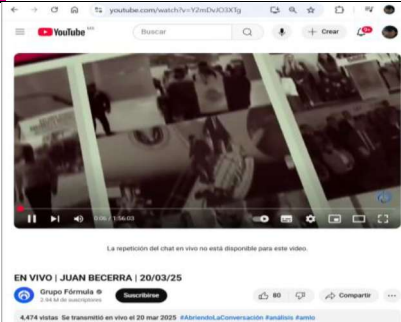 youtube.com/watch?v=Y2mDvJO3XTg
YouTube MX
Buscar
Crear
9+
0:06 / 1:56:03
La repetición del chat en vivo no está disponible para este video.
EN VIVO | JUAN BECERRA | 20/03/25
Grupo Fórmula
2.94 M de suscriptores
Suscribirse
80
Compartir
4,474 vistas Se transmitió en vivo el 20 mar 2025 #AbriendoLaConversación #análisis #amlo